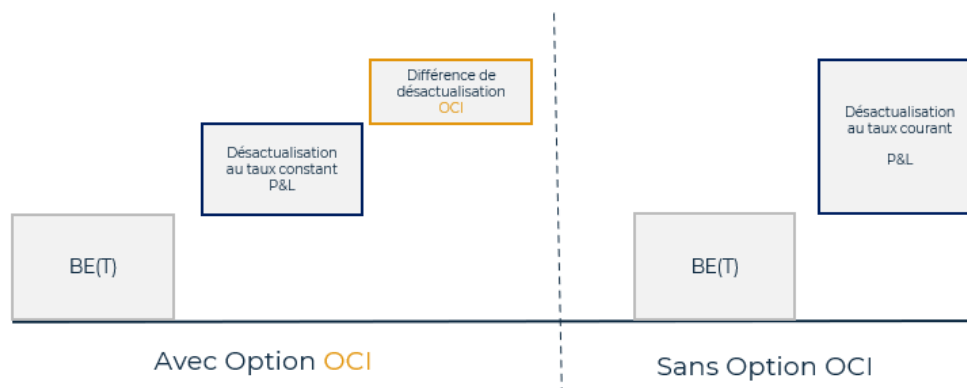 Différence de
désactualisation
OCI
Désactualisation
au taux constant
P&L
BE(T)
Avec Option OCI
Désactualisation
au taux courant
P&L
BE(T)
Sans Option OCI